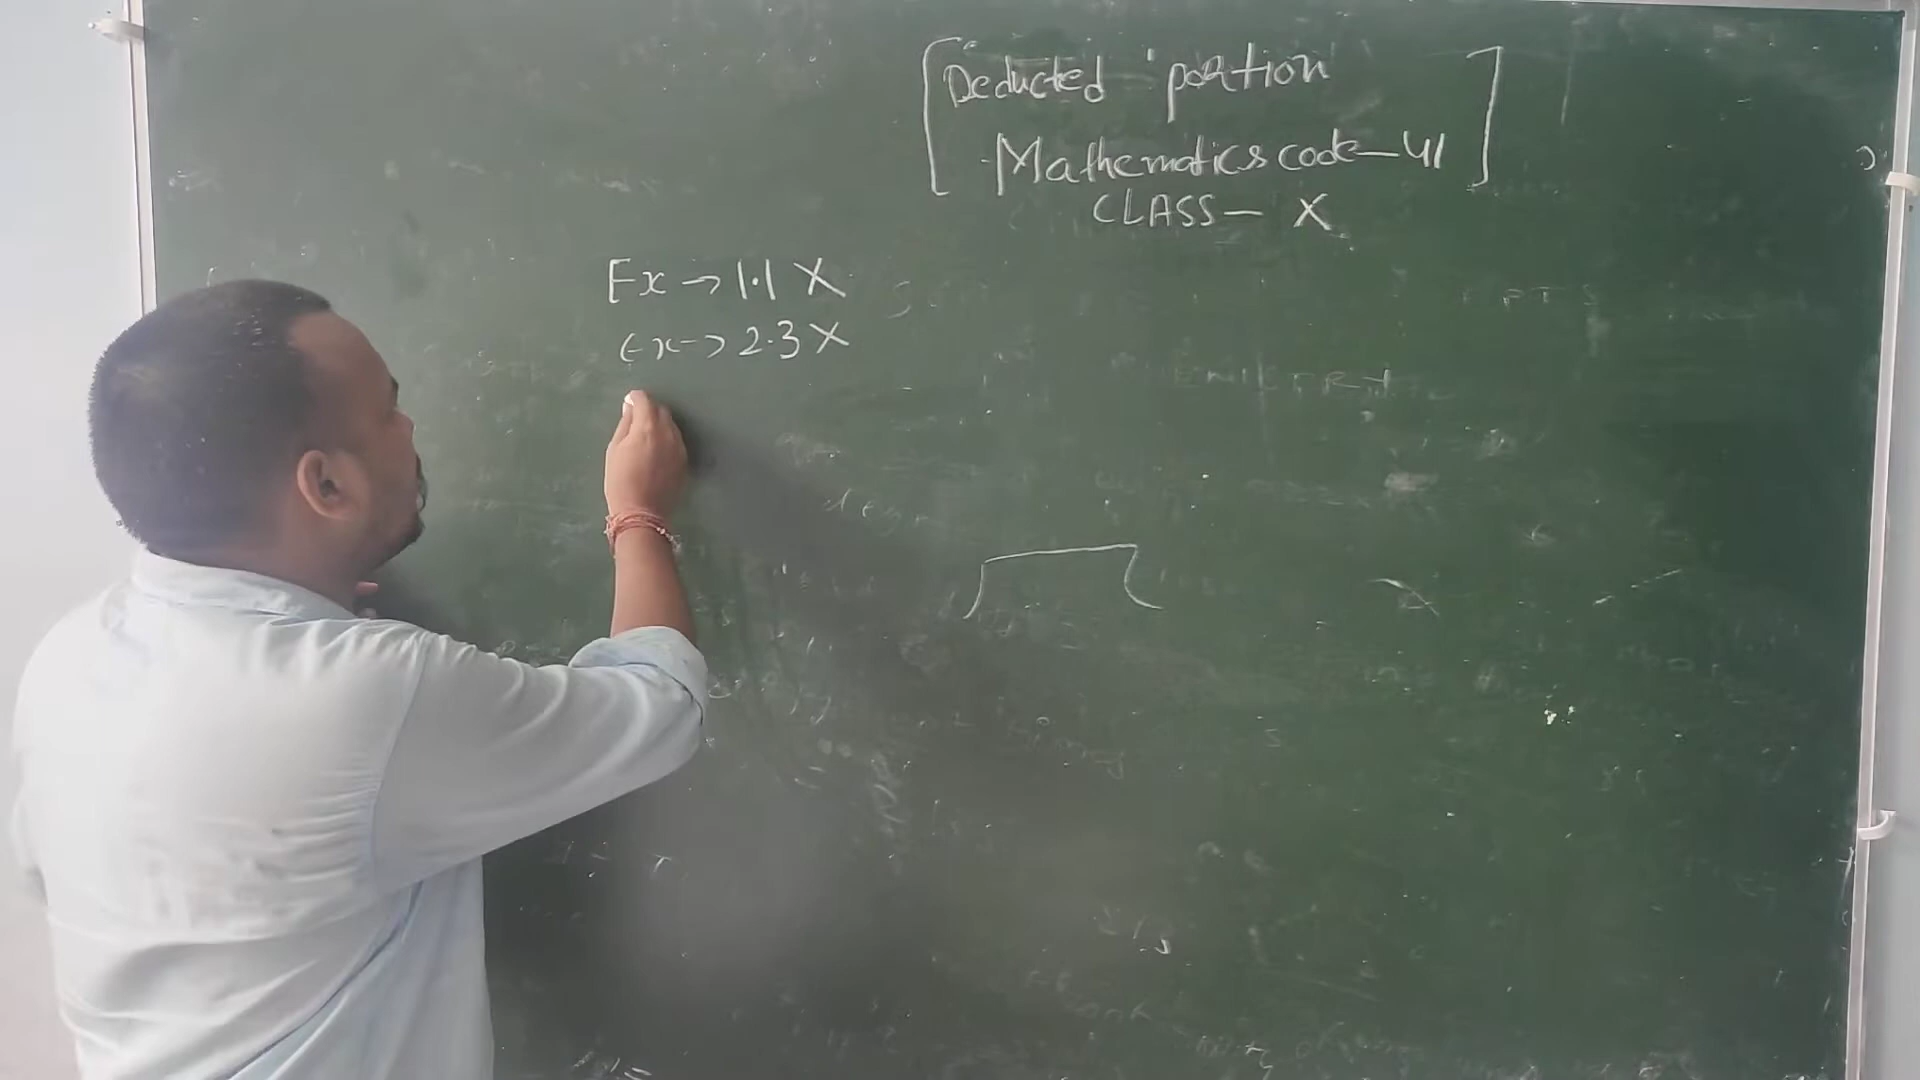 [Deducted portion
Mathematics code-41]
CLASS- X
Ex → 1.1 X
Ex → 2.3 X